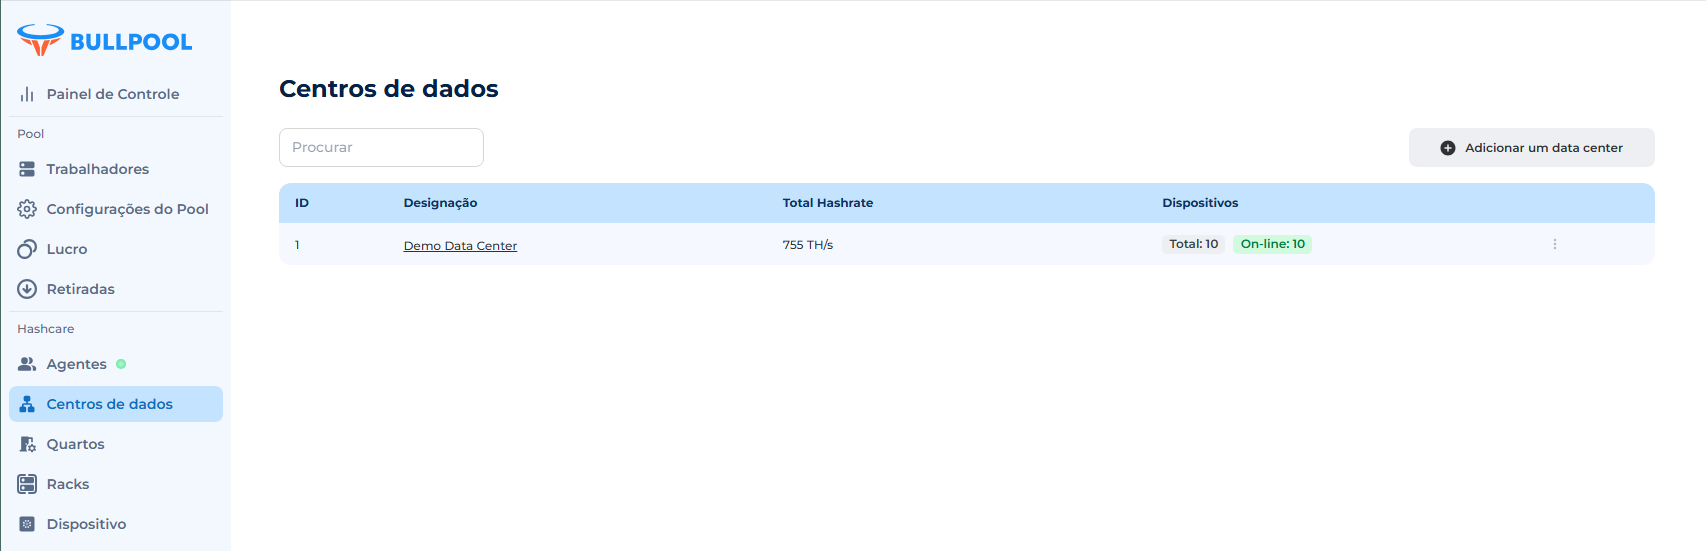 BULLPOOL
Painel de Controle
Pool
Trabalhadores
Configurações do Pool
Lucro
Retiradas
Hashcare
Agentes
Centros de dados
Quartos
Racks
Dispositivo
Centros de dados
Procurar
Adicionar um data center
ID Designação Total Hashrate Dispositivos
1 Demo Data Center 755 TH/s Total: 10 On-line: 10